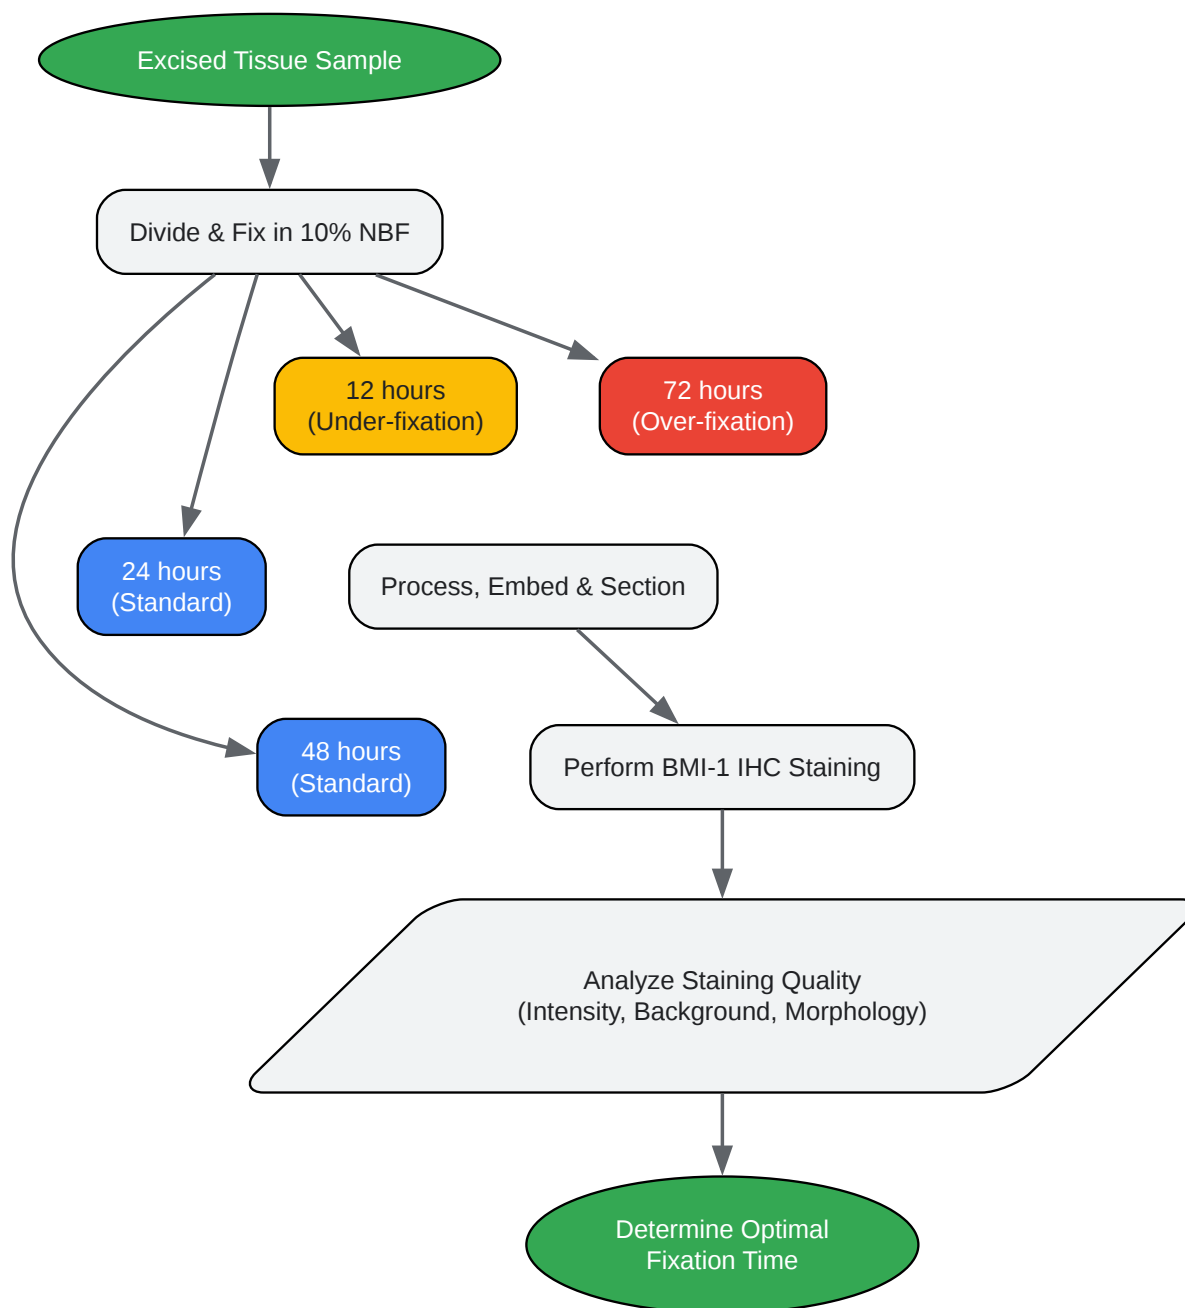 Excised Tissue Sample
Divide & Fix in 10% NBF
12 hours
(Under-fixation)
72 hours
(Over-fixation)
24 hours
(Standard)
Process, Embed & Section
48 hours
(Standard)
Perform BMI-1 IHC Staining
Analyze Staining Quality
(Intensity, Background, Morphology)
Determine Optimal
Fixation Time